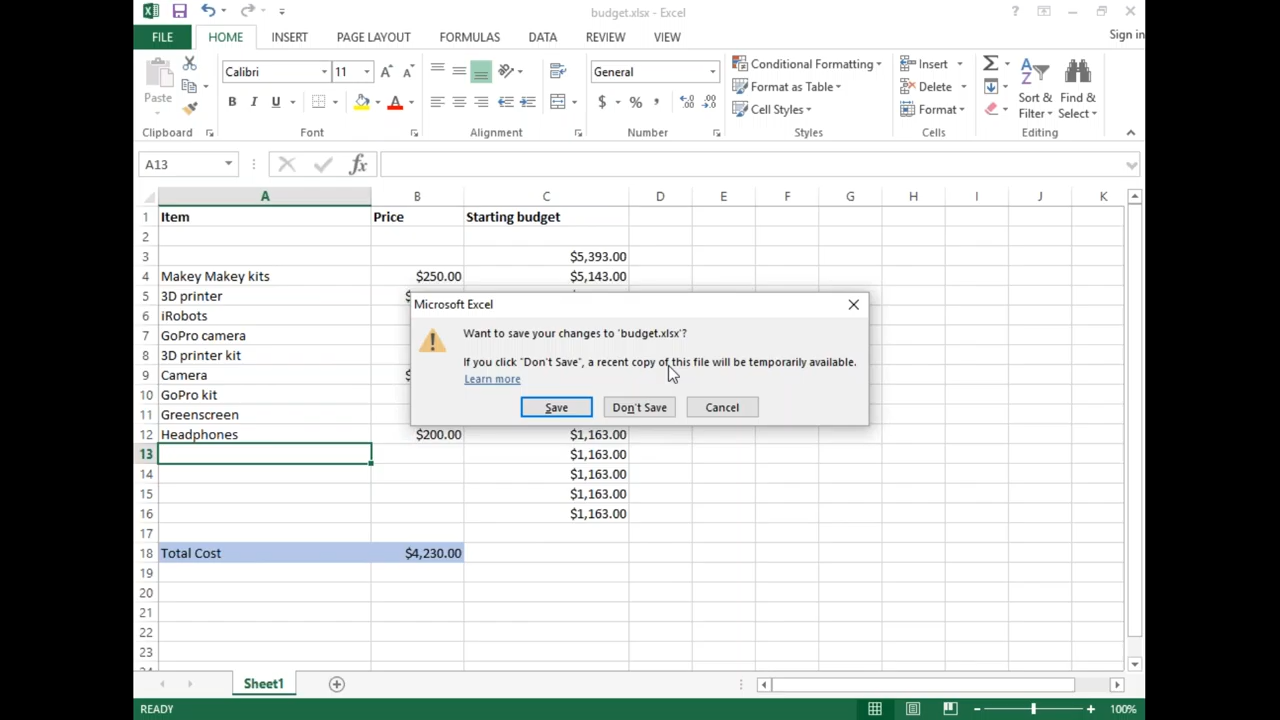 budget.xlsx - Excel
?
FILE HOME INSERT PAGE LAYOUT FORMULAS DATA REVIEW VIEW Sign in
Paste
Calibri 11
B I U
General
$ % ,
Conditional Formatting
Format as Table
Cell Styles
Insert
Delete
Format
Sort &
Filter
Find &
Select
Clipboard Font Alignment Number Styles Cells Editing
A13 fx
A B C D E F G H I J K
1 Item Price Starting budget
2
3 $5,393.00
4 Makey Makey kits $250.00 $5,143.00
5 3D printer
6 iRobots
7 GoPro camera
8 3D printer kit
9 Camera
10 GoPro kit
11 Greenscreen
12 Headphones $200.00 $1,163.00
13 $1,163.00
14 $1,163.00
15 $1,163.00
16 $1,163.00
17
18 Total Cost $4,230.00
19
20
21
22
23
Microsoft Excel
Want to save your changes to 'budget.xlsx'?
If you click "Don't Save", a recent copy of this file will be temporarily available.
Learn more
Save Don't Save Cancel
Sheet1
READY 100%